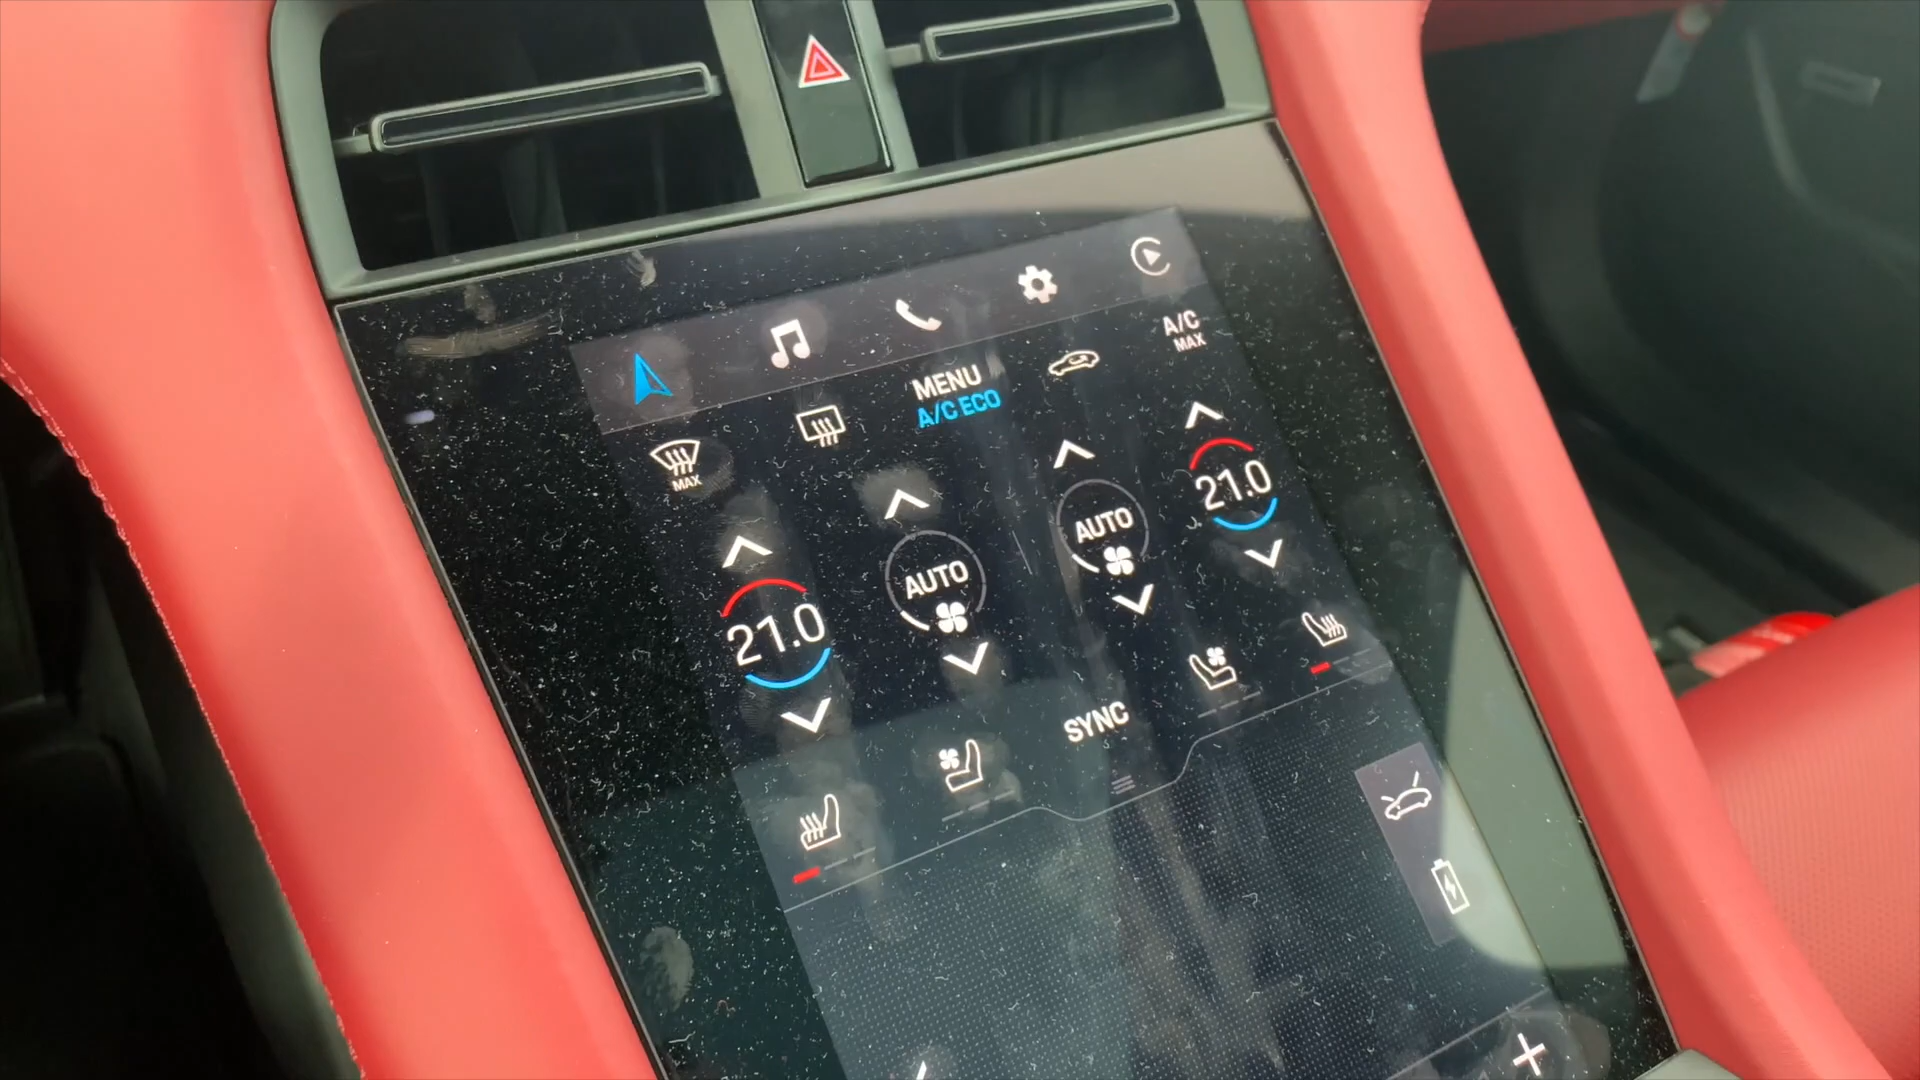 MENU
A/C ECO
A/C
MAX
MAX
21.0
AUTO
AUTO
21.0
SYNC